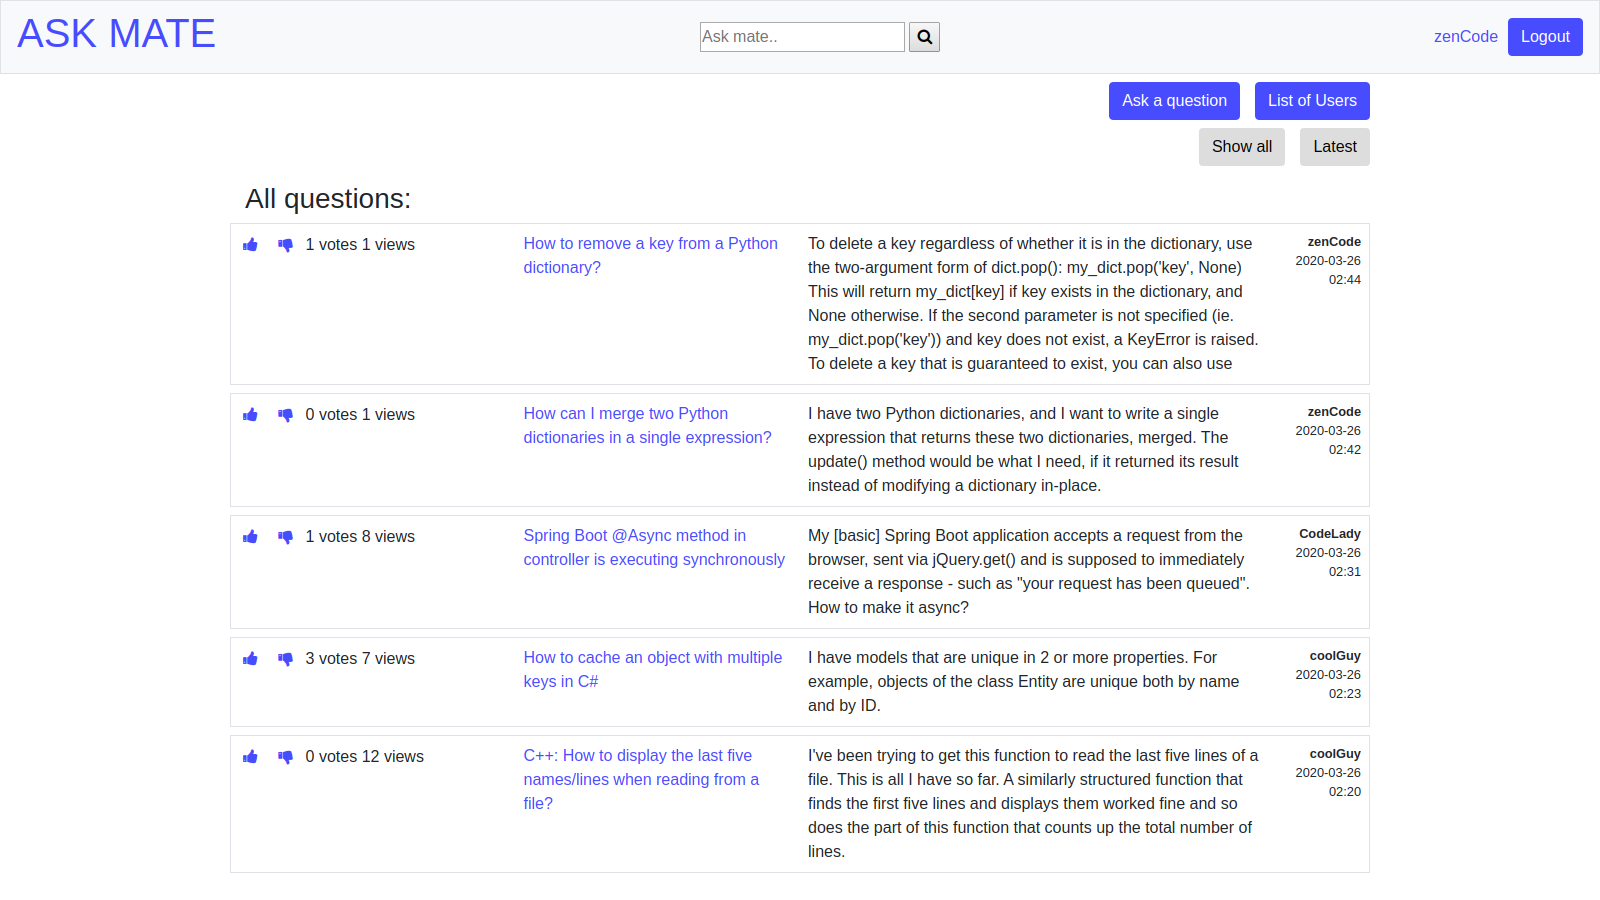 ASK MATE
Ask mate..
zenCode
Logout
Ask a question
List of Users
Show all
Latest
All questions:
1 votes 1 views
How to remove a key from a Python
dictionary?
To delete a key regardless of whether it is in the dictionary, use
the two-argument form of dict.pop(): my_dict.pop('key', None)
This will return my_dict[key] if key exists in the dictionary, and
None otherwise. If the second parameter is not specified (ie.
my_dict.pop('key')) and key does not exist, a KeyError is raised.
To delete a key that is guaranteed to exist, you can also use
zenCode
2020-03-26
02:44
0 votes 1 views
How can I merge two Python
dictionaries in a single expression?
I have two Python dictionaries, and I want to write a single
expression that returns these two dictionaries, merged. The
update() method would be what I need, if it returned its result
instead of modifying a dictionary in-place.
zenCode
2020-03-26
02:42
1 votes 8 views
Spring Boot @Async method in
controller is executing synchronously
My [basic] Spring Boot application accepts a request from the
browser, sent via jQuery.get() and is supposed to immediately
receive a response - such as "your request has been queued".
How to make it async?
CodeLady
2020-03-26
02:31
3 votes 7 views
How to cache an object with multiple
keys in C#
I have models that are unique in 2 or more properties. For
example, objects of the class Entity are unique both by name
and by ID.
coolGuy
2020-03-26
02:23
0 votes 12 views
C++: How to display the last five
names/lines when reading from a
file?
I've been trying to get this function to read the last five lines of a
file. This is all I have so far. A similarly structured function that
finds the first five lines and displays them worked fine and so
does the part of this function that counts up the total number of
lines.
coolGuy
2020-03-26
02:20